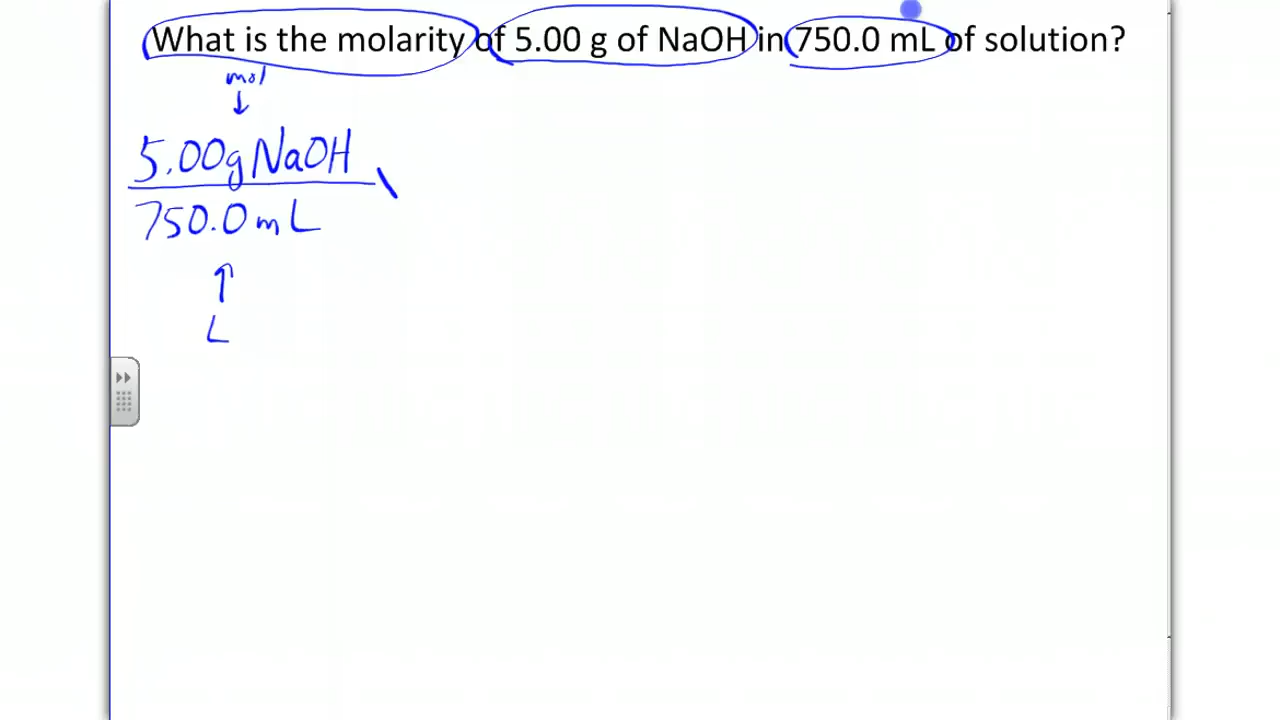 What is the molarity of 5.00 g of NaOH in 750.0 mL of solution?
mol
↓
5.00g NaOH
750.0 mL
↑
L